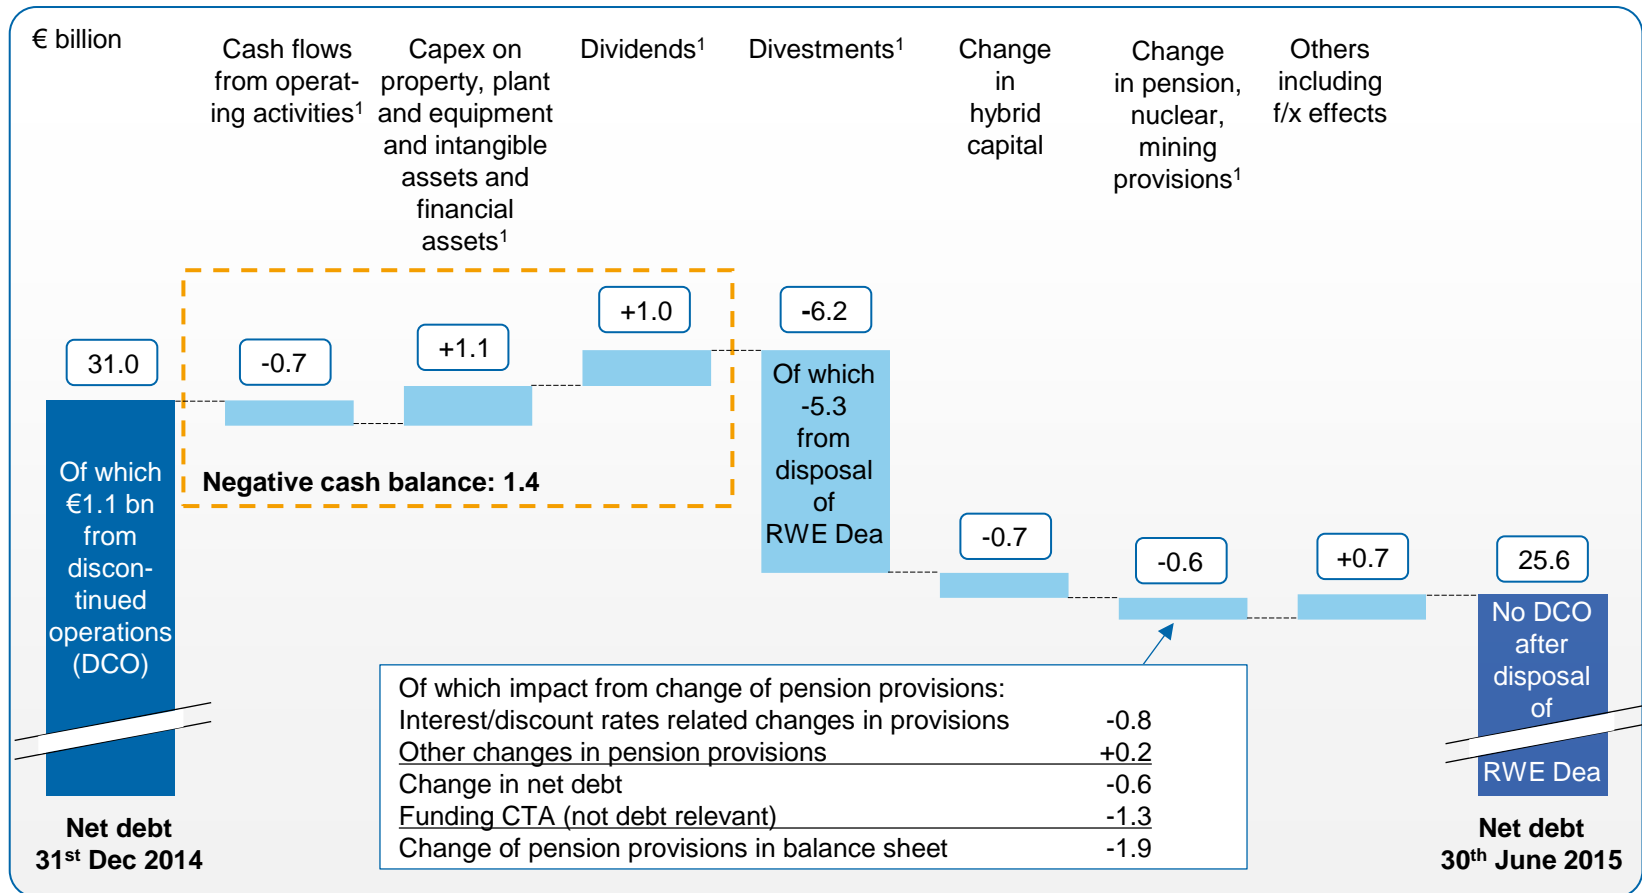 € billion
Cash flows
from operat-
ing activities¹
Capex on
property, plant
and equipment
and intangible
assets and
financial
assets¹
Dividends¹
Divestments¹
Change
in
hybrid
capital
Change
in pension,
nuclear,
mining
provisions¹
Others
including
f/x effects
31.0
-0.7
+1.1
+1.0
-6.2
-0.7
-0.6
+0.7
25.6
Of which
€1.1 bn
from
discon-
tinued
operations
(DCO)
Negative cash balance: 1.4
Of which
-5.3
from
disposal
of
RWE Dea
No DCO
after
disposal
of
RWE Dea
Of which impact from change of pension provisions:
Interest/discount rates related changes in provisions -0.8
Other changes in pension provisions +0.2
Change in net debt -0.6
Funding CTA (not debt relevant) -1.3
Change of pension provisions in balance sheet -1.9
Net debt
31st Dec 2014
Net debt
30th June 2015